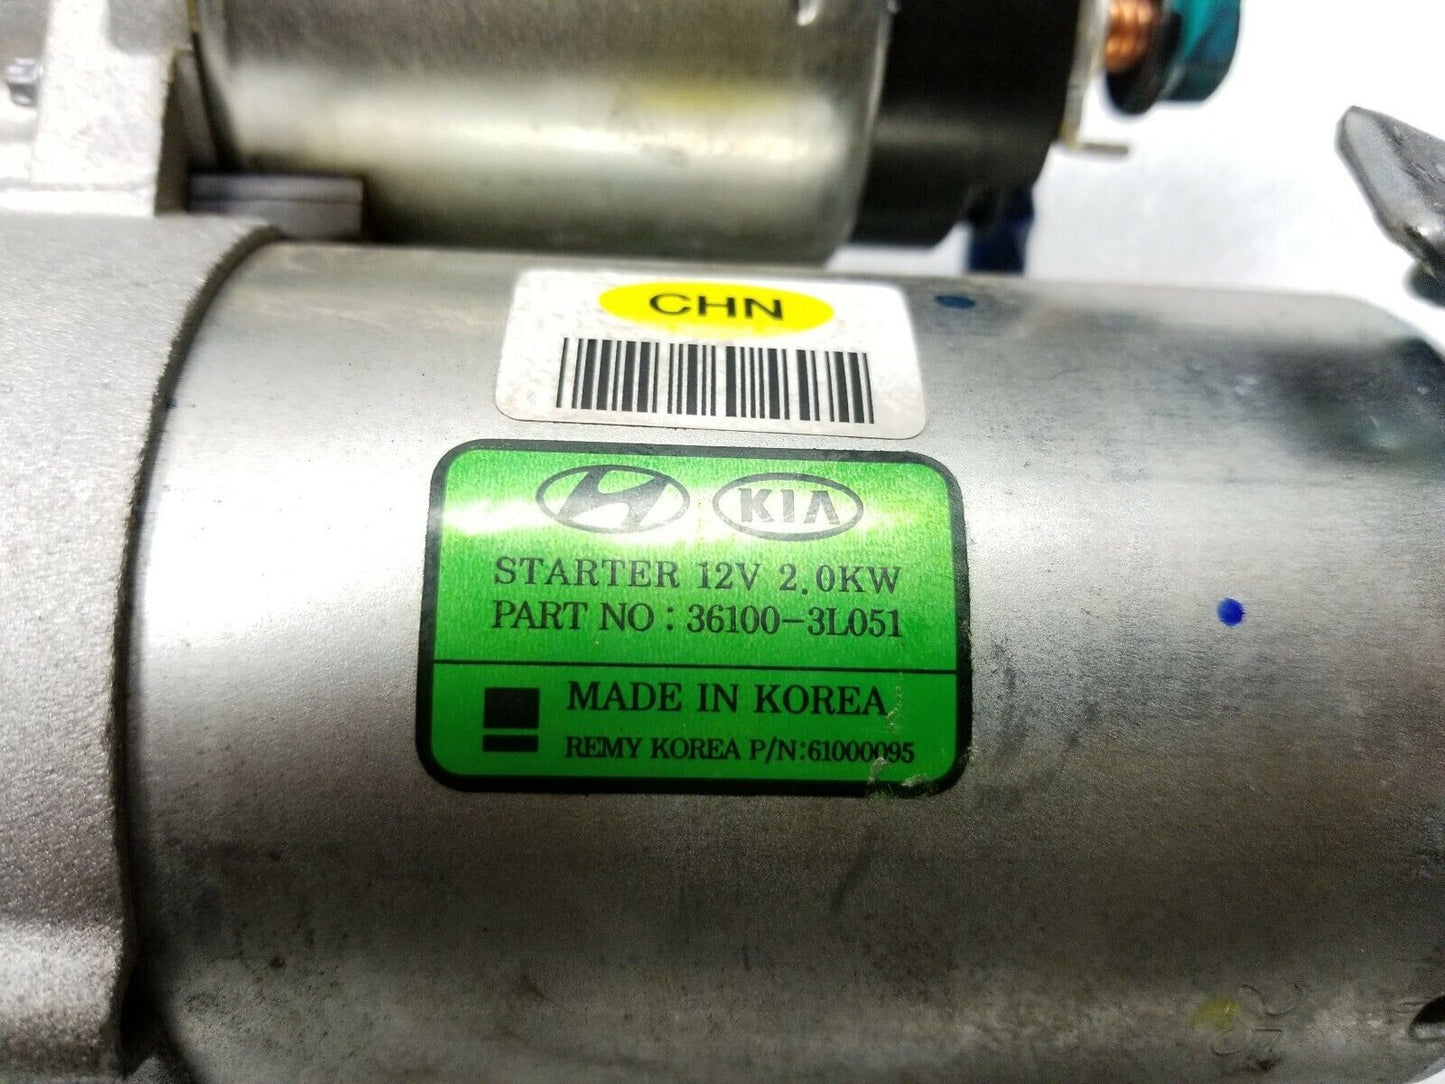 CHN
KIA
STARTER 12V 2.0KW
PART NO : 36100-3L051
MADE IN KOREA
REMY KOREA P/N:61000095